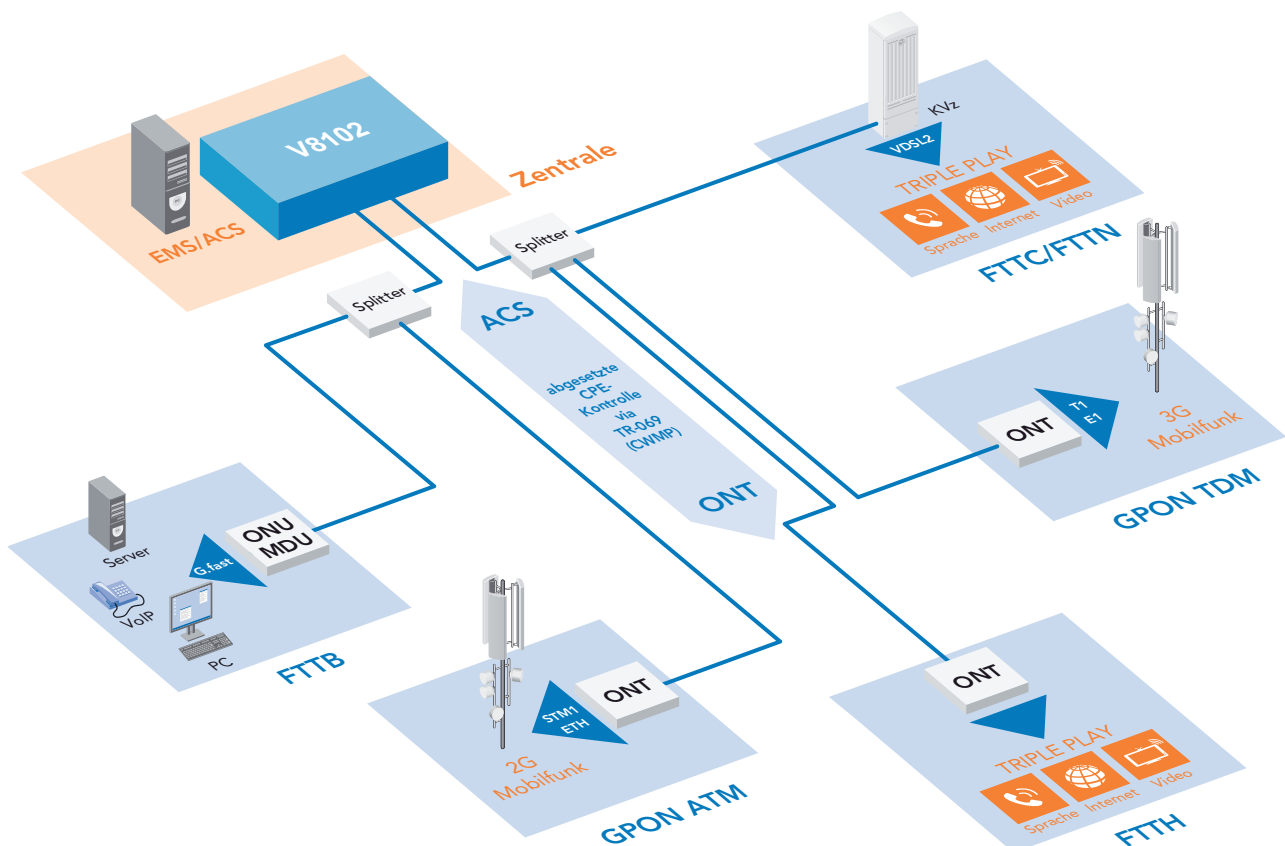 V8102
EMS/ACS
Zentrale
Splitter
Splitter
KVz
VDSL2
TRIPLE PLAY
Sprache
Internet
Video
FTTC/FTTN
ACS
abgesetzte
CPE-
Kontrolle
via
TR-069
(CWMP)
ONT
ONT
T1
E1
3G
Mobilfunk
GPON TDM
Server
VoIP
PC
G.fast
ONU
MDU
FTTB
2G
Mobilfunk
STM1
ETH
ONT
GPON ATM
ONT
TRIPLE PLAY
Sprache
Internet
Video
FTTH